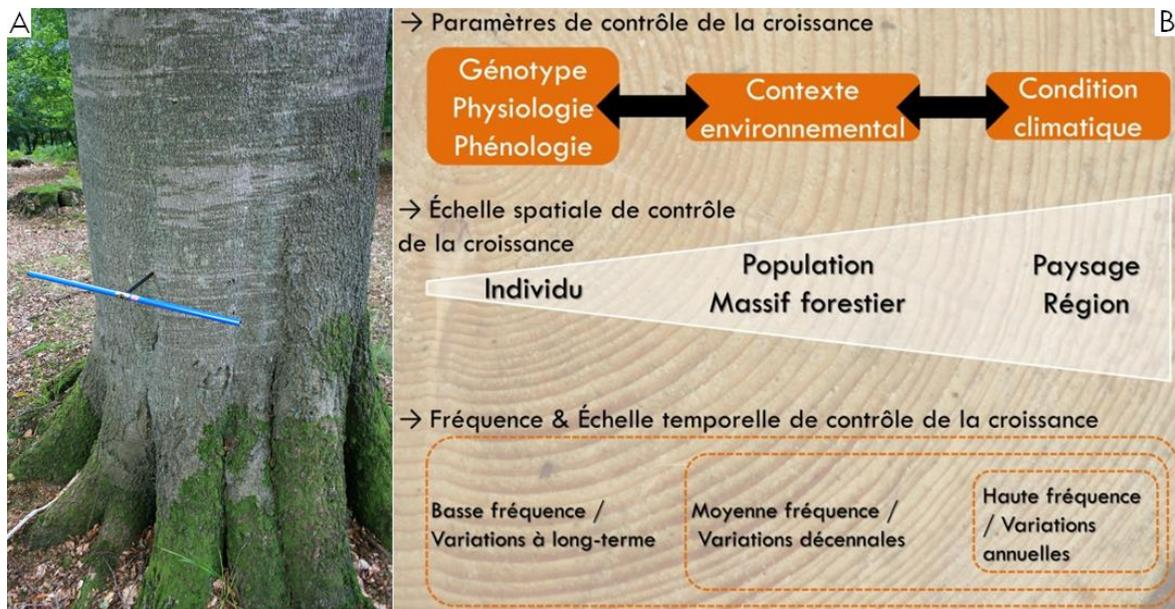 A
B
→ Paramètres de contrôle de la croissance
Génotype
Physiologie
Phénologie
Contexte
environnemental
Condition
climatique
→ Échelle spatiale de contrôle
de la croissance
Individu
Population
Massif forestier
Paysage
Région
→ Fréquence & Échelle temporelle de contrôle de la croissance
Basse fréquence /
Variations à long-terme
Moyenne fréquence /
Variations décennales
Haute fréquence
/ Variations
annuelles